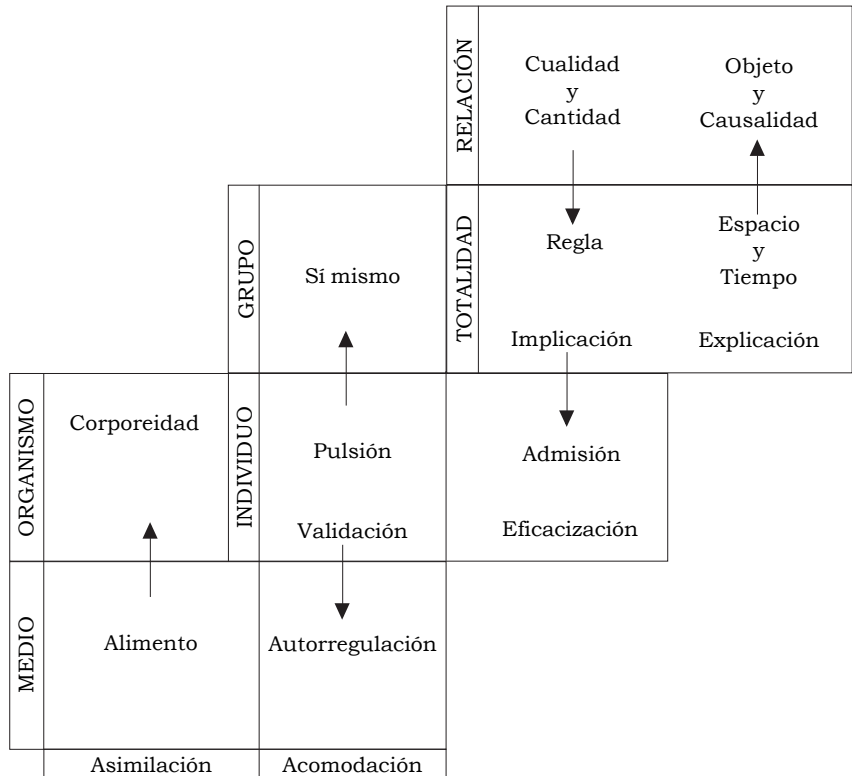 RELACIÓN
Cualidad
y
Cantidad
Objeto
y
Causalidad
GRUPO
Sí mismo
TOTALIDAD
Regla
Espacio
y
Tiempo
Implicación
Explicación
ORGANISMO
Corporeidad
INDIVIDUO
Pulsión
Validación
Admisión
Eficacización
MEDIO
Alimento
Autorregulación
Asimilación
Acomodación